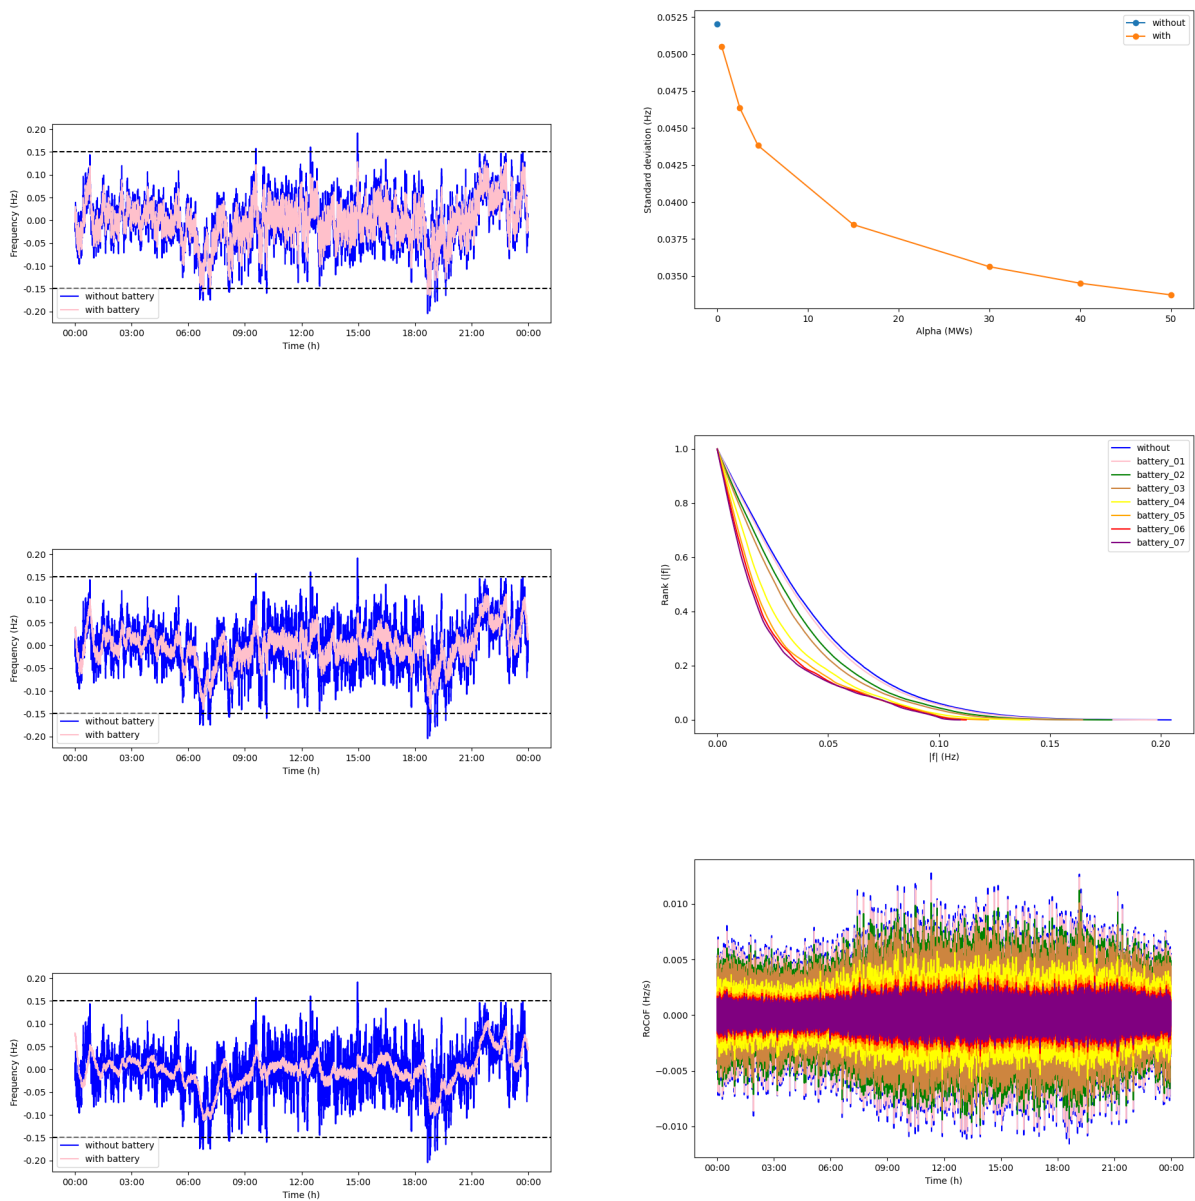 0.20
0.15
0.10
0.05
0.00
-0.05
-0.10
-0.15
-0.20
Frequency (Hz)
without battery
with battery
00:00 03:00 06:00 09:00 12:00 15:00 18:00 21:00 00:00
Time (h)
0.0525
0.0500
0.0475
0.0450
0.0425
0.0400
0.0375
0.0350
Standard deviation (Hz)
without
with
0 10 20 30 40 50
Alpha (MWs)
0.20
0.15
0.10
0.05
0.00
-0.05
-0.10
-0.15
-0.20
Frequency (Hz)
without battery
with battery
00:00 03:00 06:00 09:00 12:00 15:00 18:00 21:00 00:00
Time (h)
1.0
0.8
0.6
0.4
0.2
0.0
Rank (|f|)
without
battery_01
battery_02
battery_03
battery_04
battery_05
battery_06
battery_07
0.00 0.05 0.10 0.15 0.20
|f| (Hz)
0.20
0.15
0.10
0.05
0.00
-0.05
-0.10
-0.15
-0.20
Frequency (Hz)
without battery
with battery
00:00 03:00 06:00 09:00 12:00 15:00 18:00 21:00 00:00
Time (h)
0.010
0.005
0.000
−0.005
−0.010
RoCoF (Hz/s)
00:00 03:00 06:00 09:00 12:00 15:00 18:00 21:00 00:00
Time (h)